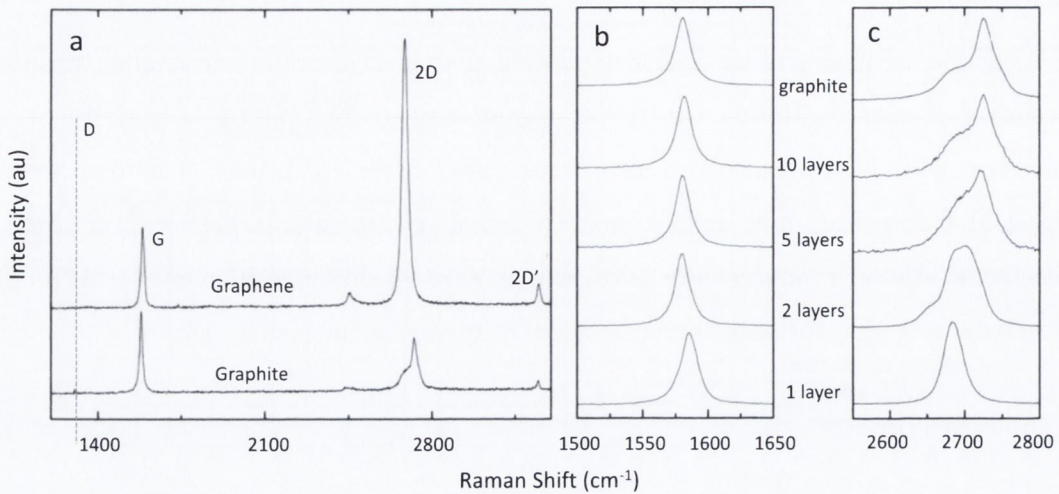 a
D
2D
G
Graphene
2D'
Graphite
Intensity (au)
1400
2100
2800
b
1500
1550
1600
1650
c
graphite
10 layers
5 layers
2 layers
1 layer
2600
2700
2800
Raman Shift (cm⁻¹)